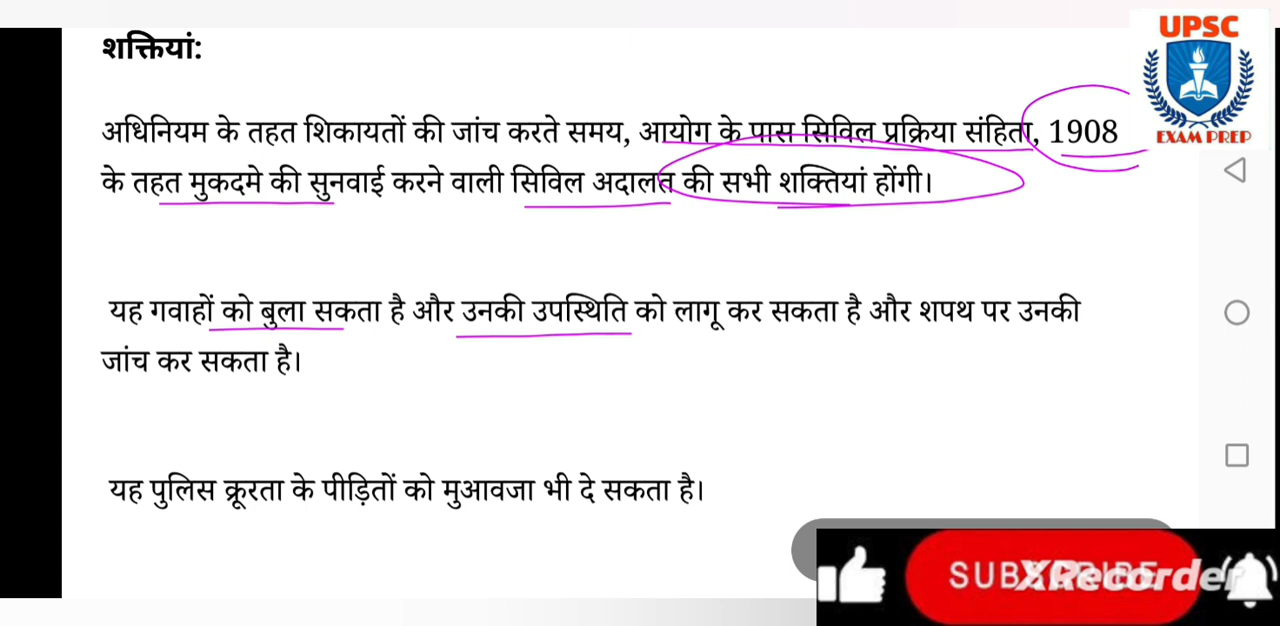 शक्तियां:
UPSC
EXAM PREP
अधिनियम के तहत शिकायतों की जांच करते समय, आयोग के पास सिविल प्रक्रिया संहिता, 1908
के तहत मुकदमे की सुनवाई करने वाली सिविल अदालत की सभी शक्तियां होंगी।
यह गवाहों को बुला सकता है और उनकी उपस्थिति को लागू कर सकता है और शपथ पर उनकी
जांच कर सकता है।
यह पुलिस क्रूरता के पीड़ितों को मुआवजा भी दे सकता है।
SUBSCRIBE
XRecorder